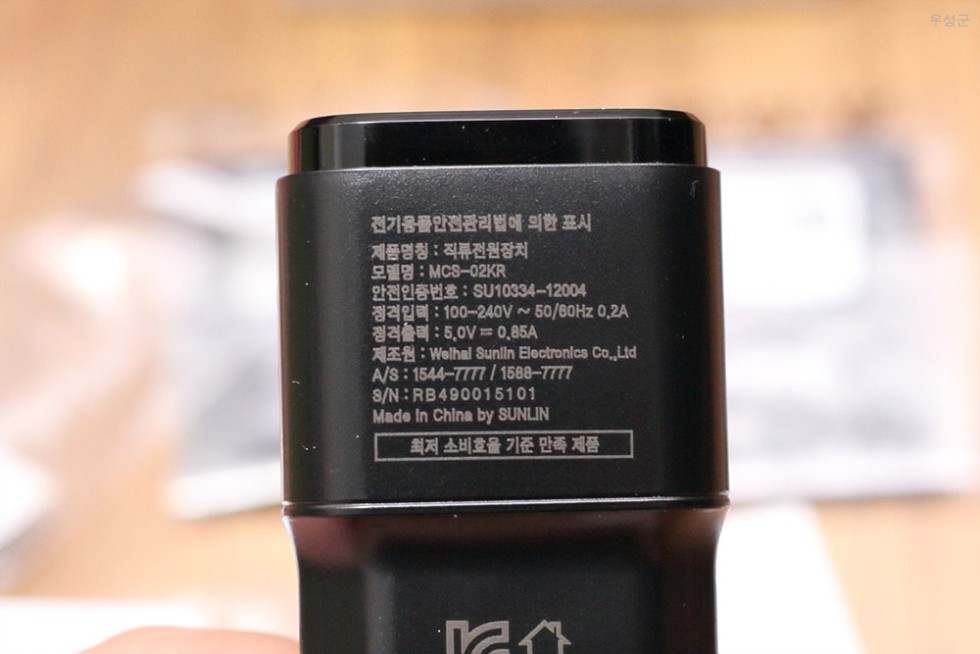 우성군
전기용품안전관리법에 의한 표시
제품명칭 : 직류전원장치
모델명 : MCS-02KR
안전인증번호 : SU10334-12004
정격입력 : 100-240V ~ 50/60Hz 0.2A
정격출력 : 5.0V ⎓ 0.85A
제조원 : Weihai Sunlin Electronics Co.,Ltd
A/S : 1544-7777 / 1588-7777
S/N : RB490015101
Made in China by SUNLIN
최저 소비효율 기준 만족 제품